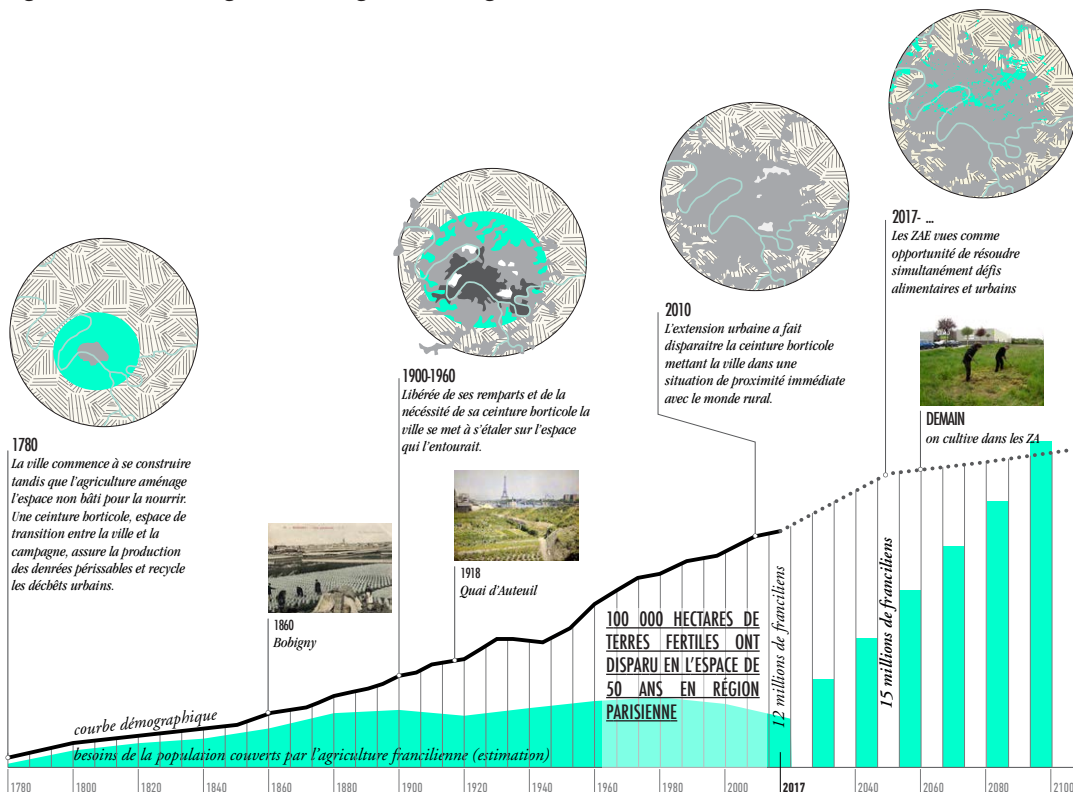 1780
La ville commence à se construire
tandis que l'agriculture aménage
l'espace non bâti pour la nourrir.
Une ceinture horticole, espace de
transition entre la ville et la
campagne, assure la production
des denrées périssables et recycle
les déchêts urbains.
1860
Bobigny
1900-1960
Libérée de ses remparts et de la
nécéssité de sa ceinture horticole la
ville se met à s'étaler sur l'espace
qui l'entourait.
1918
Quai d'Auteuil
2010
L'extension urbaine a fait
disparaitre la ceinture horticole
mettant la ville dans une
situation de proximité immédiate
avec le monde rural.
2017- ...
Les ZAE vues comme
opportunité de résoudre
simultanément défis
alimentaires et urbains
DEMAIN
on cultive dans les ZA
100 000 HECTARES DE
TERRES FERTILES ONT
DISPARU EN L'ESPACE DE
50 ANS EN RÉGION
PARISIENNE
12 millions de franciliens
15 millions de franciliens
courbe démographique
besoins de la population couverts par l'agriculture francilienne (estimation)
1780 1800 1820 1840 1860 1880 1900 1920 1940 1960 1980 2000 2017 2040 2060 2080 2100